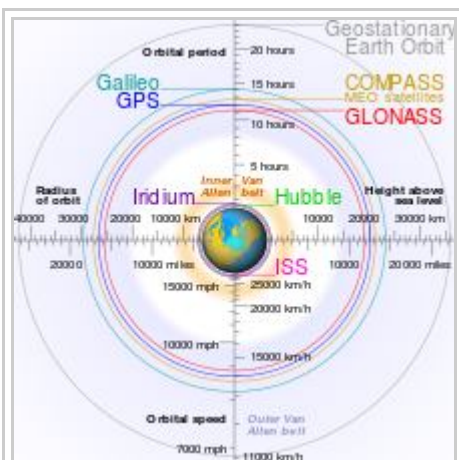 Geostationary
Earth Orbit
Orbital period
20 hours
Galileo
15 hours
COMPASS
MEO satellites
GPS
GLONASS
10 hours
5 hours
Inner Van
Allen belt
Radius
of orbit
Iridium
Hubble
Height above
sea level
40000 30000 20000 10000 km 10000 20000 30000 km
20000 10000 miles 10000 20000 miles
ISS
15000 mph
25000 km/h
20000 km/h
10000 mph
15000 km/h
Orbital speed
Outer Van
Allen belt
7000 mph
11000 km/h